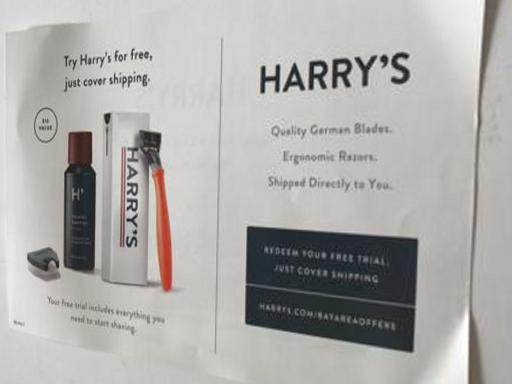 Try Harry's for free,
just cover shipping.
$13
VALUE
H'
HARRY'S
Your free trial includes everything you
need to start shaving.
HARRY'S
Quality German Blades.
Ergonomic Razors.
Shipped Directly to You.
REDEEM YOUR FREE TRIAL,
JUST COVER SHIPPING
HARRYS.COM/BAYAREAOFFERS